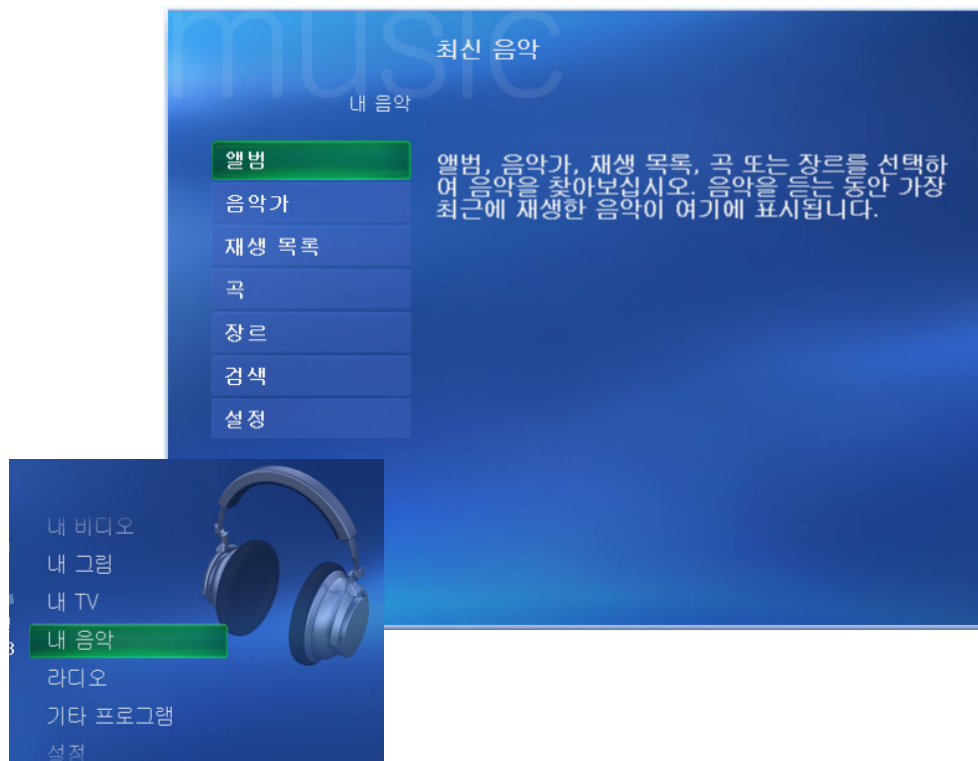 music
최신 음악
내 음악
앨범
음악가
재생 목록
곡
장르
검색
설정
앨범, 음악가, 재생 목록, 곡 또는 장르를 선택하
여 음악을 찾아보십시오. 음악을 듣는 동안 가장
최근에 재생한 음악이 여기에 표시됩니다.
내 비디오
내 그림
내 TV
내 음악
라디오
기타 프로그램
설정